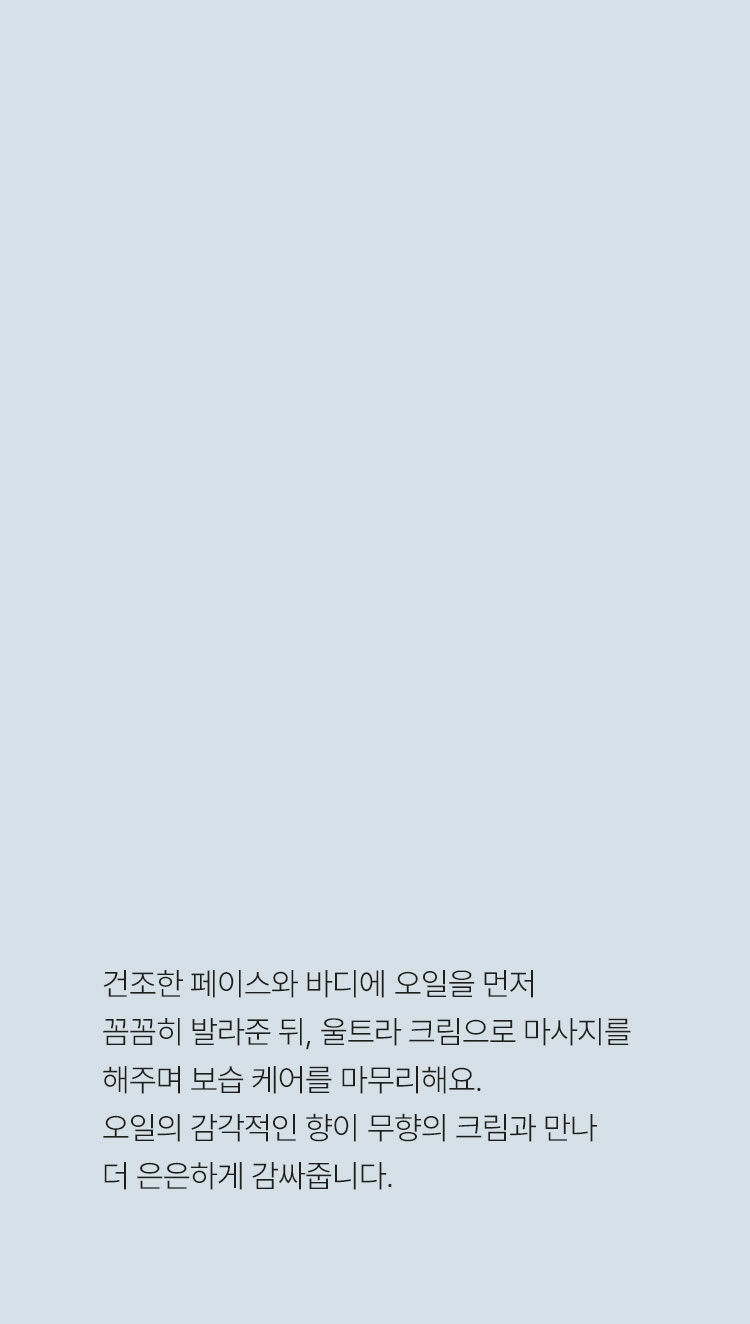 건조한 페이스와 바디에 오일을 먼저
꼼꼼히 발라준 뒤, 울트라 크림으로 마사지를
해주며 보습 케어를 마무리해요.
오일의 감각적인 향이 무향의 크림과 만나
더 은은하게 감싸줍니다.